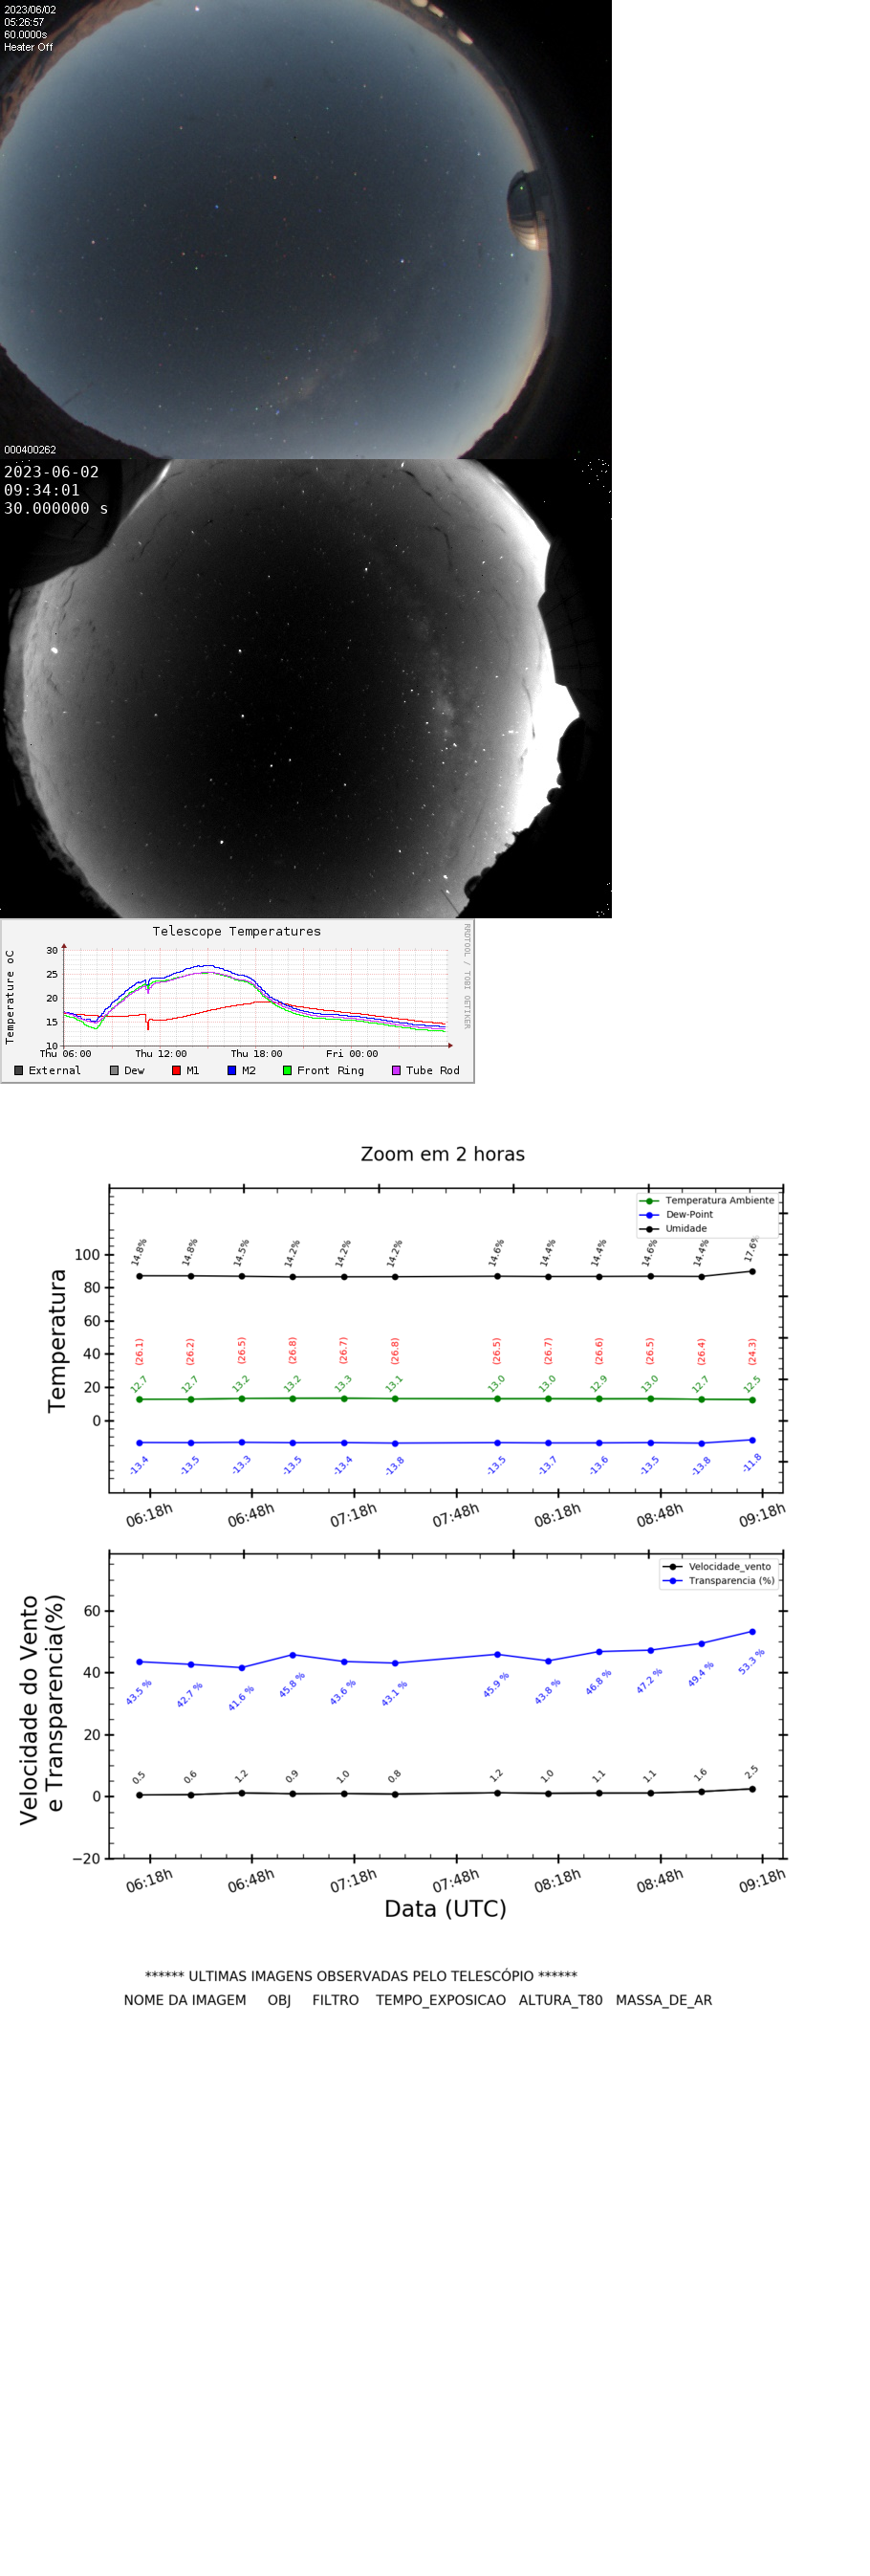 2023/06/02
05:26:57
60.0000s
Heater Off
000400262
2023-06-02
09:34:01
30.000000 s
Telescope Temperatures
RRDTOOL / TOBI OETIKER
Temperature oC
30
25
20
15
10
Thu 06:00 Thu 12:00 Thu 18:00 Fri 00:00
External Dew M1 M2 Front Ring Tube Rod
Zoom em 2 horas
Temperatura Ambiente
Dew-Point
Umidade
Temperatura
100
80
60
40
20
0
14.8% 14.8% 14.5% 14.2% 14.2% 14.2% 14.6% 14.4% 14.4% 14.6% 14.4% 17.6%
(26.1) (26.2) (26.5) (26.8) (26.7) (26.8) (26.5) (26.7) (26.6) (26.5) (26.4) (24.3)
12.7 12.7 13.2 13.2 13.3 13.1 13.0 13.0 12.9 13.0 12.7 12.5
-13.4 -13.5 -13.3 -13.5 -13.4 -13.8 -13.5 -13.7 -13.6 -13.5 -13.8 -11.8
06:18h 06:48h 07:18h 07:48h 08:18h 08:48h 09:18h
Velocidade_vento
Transparencia (%)
Velocidade do Vento
e Transparencia(%)
60
40
20
0
−20
43.5 % 42.7 % 41.6 % 45.8 % 43.6 % 43.1 % 45.9 % 43.8 % 46.8 % 47.2 % 49.4 % 53.3 %
0.5 0.6 1.2 0.9 1.0 0.8 1.2 1.0 1.1 1.1 1.6 2.5
06:18h 06:48h 07:18h 07:48h 08:18h 08:48h 09:18h
Data (UTC)
****** ULTIMAS IMAGENS OBSERVADAS PELO TELESCÓPIO ******
NOME DA IMAGEM OBJ FILTRO TEMPO_EXPOSICAO ALTURA_T80 MASSA_DE_AR